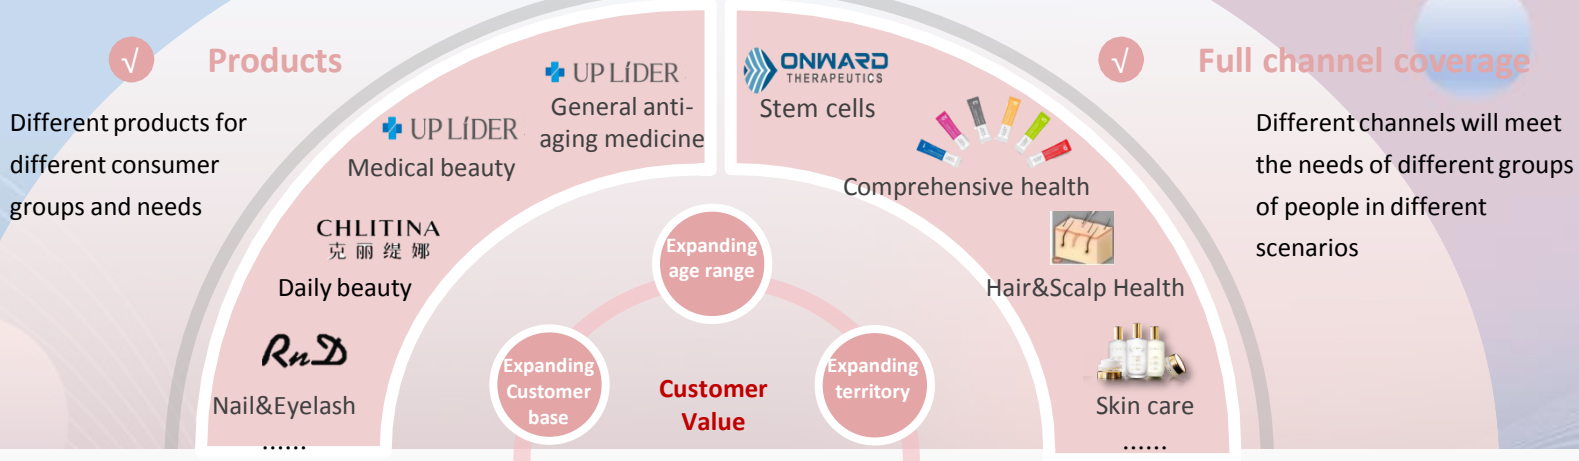 √ Products
Different products for
different consumer
groups and needs
UP LÍDER
General anti-
aging medicine
UP LÍDER
Medical beauty
CHLITINA
克丽缇娜
Daily beauty
RnD
Nail&Eyelash
......
ONWARD
THERAPEUTICS
Stem cells
Comprehensive health
Hair&Scalp Health
Skin care
......
Expanding
age range
Expanding
Customer
base
Customer
Value
Expanding
territory
√ Full channel coverage
Different channels will meet
the needs of different groups
of people in different
scenarios